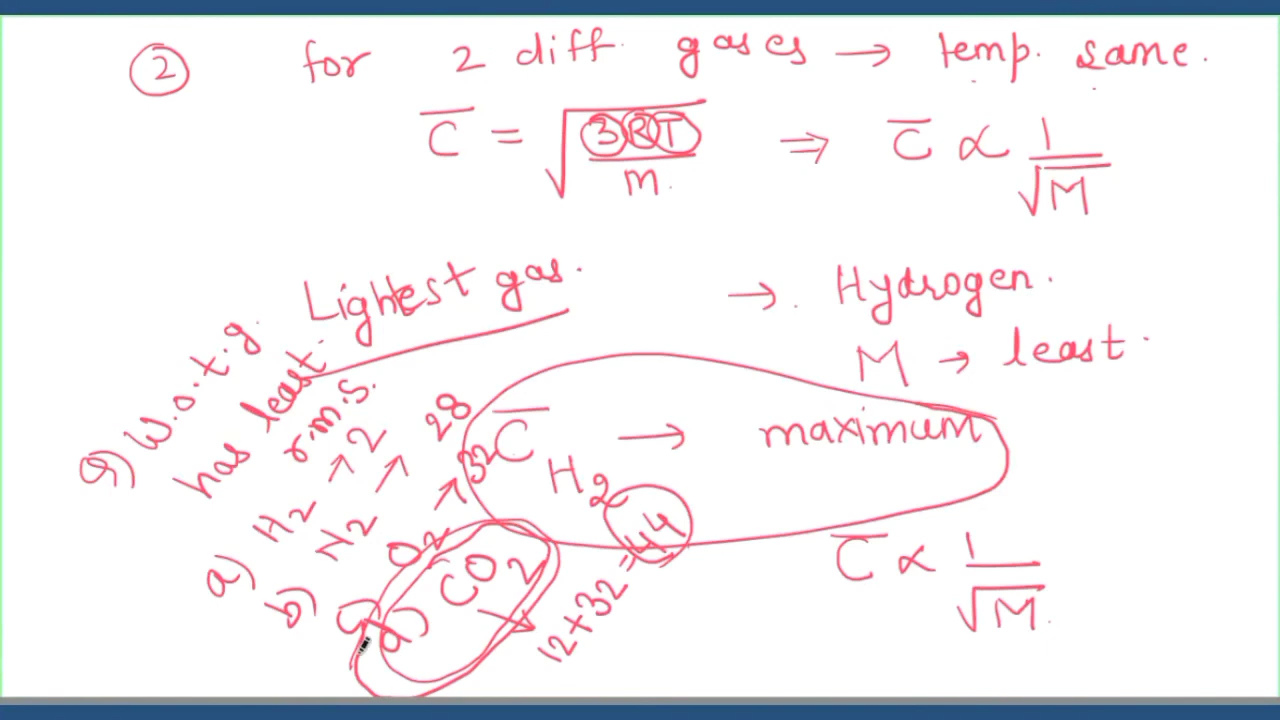 ② for 2 diff. gases → temp. same.
C̅ = √(3RT/m) ⇒ C̅ ∝ 1/√M
Lightest gas. → Hydrogen.
M → least.
C̅ → maximum
H2
C̅ ∝ 1/√M
Q) W.o.t.g.
has least.
r.m.s.
a) H2 → 2
b) N2 → 28
c) O2 → 32
d) CO2 → 12+32 = 44